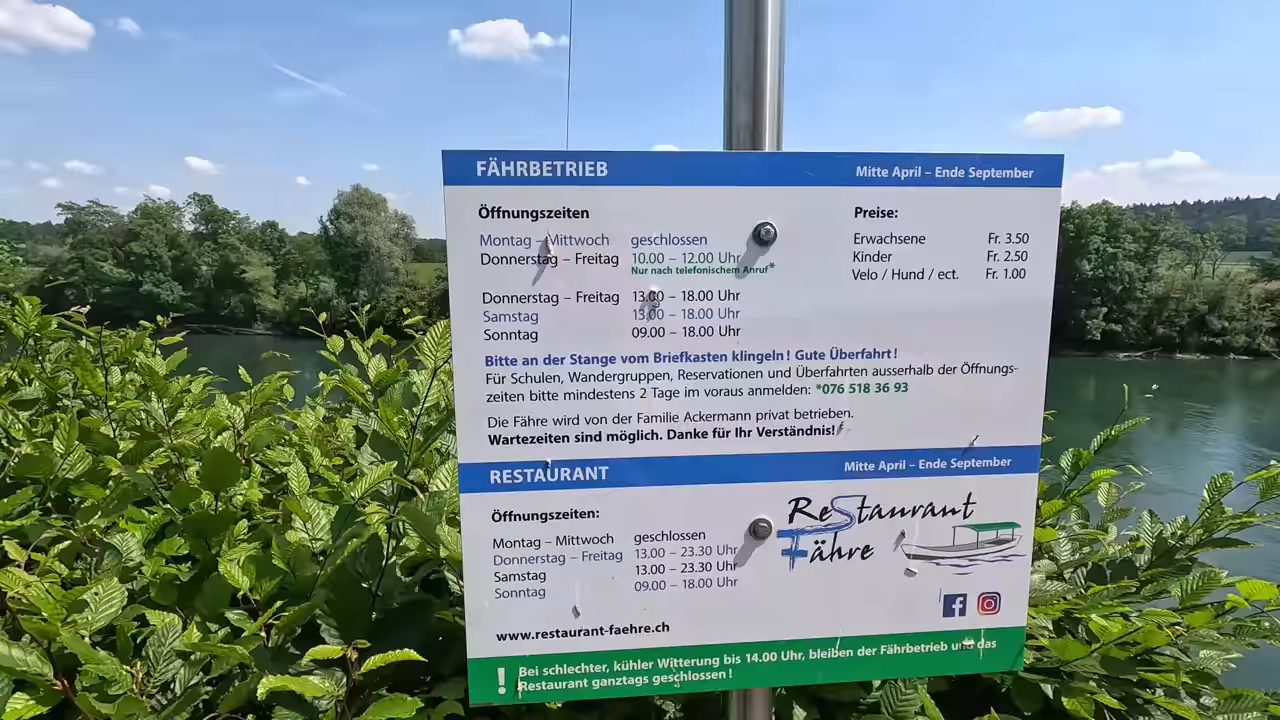 FÄHRBETRIEB Mitte April – Ende September
Öffnungszeiten
Montag – Mittwoch geschlossen
Donnerstag – Freitag 10.00 – 12.00 Uhr
Nur nach telefonischem Anruf*
Donnerstag – Freitag 13.00 – 18.00 Uhr
Samstag 13.00 – 18.00 Uhr
Sonntag 09.00 – 18.00 Uhr
Preise:
Erwachsene Fr. 3.50
Kinder Fr. 2.50
Velo / Hund / ect. Fr. 1.00
Bitte an der Stange vom Briefkasten klingeln! Gute Überfahrt!
Für Schulen, Wandergruppen, Reservationen und Überfahrten ausserhalb der Öffnungs-
zeiten bitte mindestens 2 Tage im voraus anmelden: *076 518 36 93
Die Fähre wird von der Familie Ackermann privat betrieben.
Wartezeiten sind möglich. Danke für Ihr Verständnis!
RESTAURANT Mitte April – Ende September
Öffnungszeiten:
Montag – Mittwoch geschlossen
Donnerstag – Freitag 13.00 – 23.30 Uhr
Samstag 13.00 – 23.30 Uhr
Sonntag 09.00 – 18.00 Uhr
www.restaurant-faehre.ch
ReStaurant
Fähre
! Bei schlechter, kühler Witterung bis 14.00 Uhr, bleiben der Fährbetrieb und das
Restaurant ganztags geschlossen!